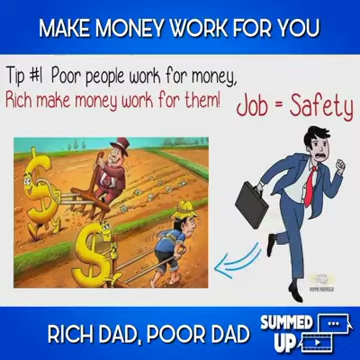 MAKE MONEY WORK FOR YOU
Tip #1 Poor people work for money,
Rich make money work for them!
Job = Safety
RICH DAD, POOR DAD
SUMMED
UP